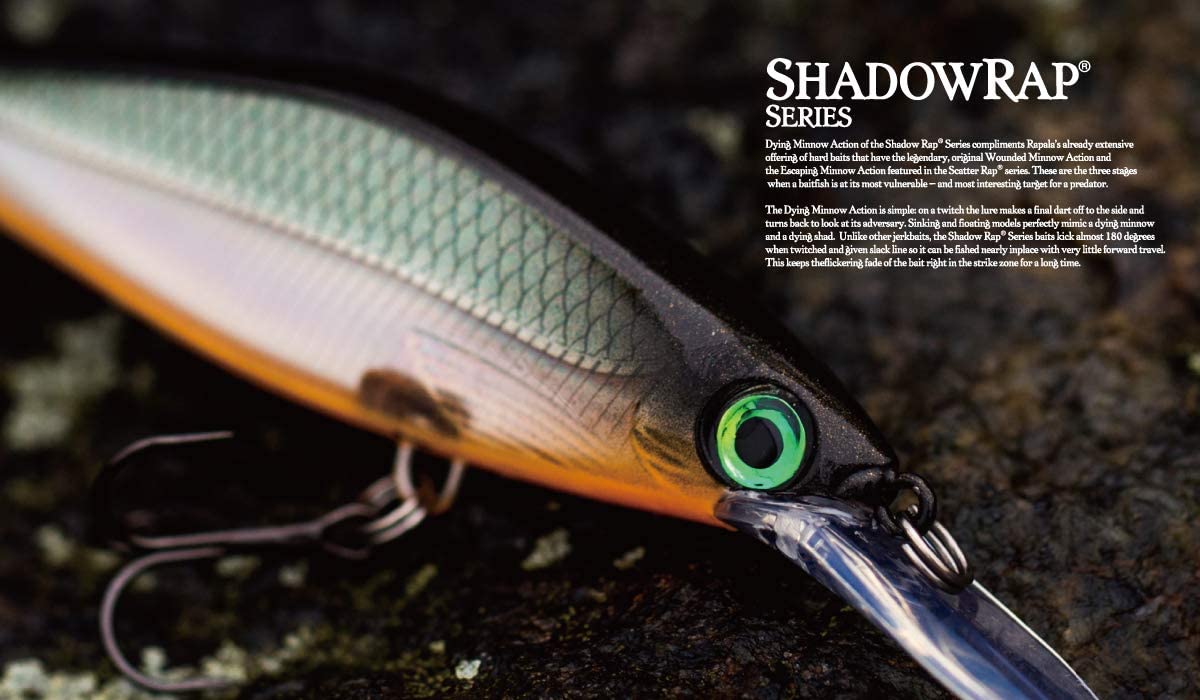 SHADOWRAP®
SERIES
Dying Minnow Action of the Shadow Rap® Series compliments Rapala's already extensive
offering of hard baits that have the legendary, original Wounded Minnow Action and
the Escaping Minnow Action featured in the Scatter Rap® series. These are the three stages
when a baitfish is at its most vulnerable – and most interesting target for a predator.
The Dying Minnow Action is simple: on a twitch the lure makes a final dart off to the side and
turns back to look at its adversary. Sinking and floating models perfectly mimic a dying minnow
and a dying shad. Unlike other jerkbaits, the Shadow Rap® Series baits kick almost 180 degrees
when twitched and given slack line so it can be fished nearly inplace with very little forward travel.
This keeps theflickering fade of the bait right in the strike zone for a long time.